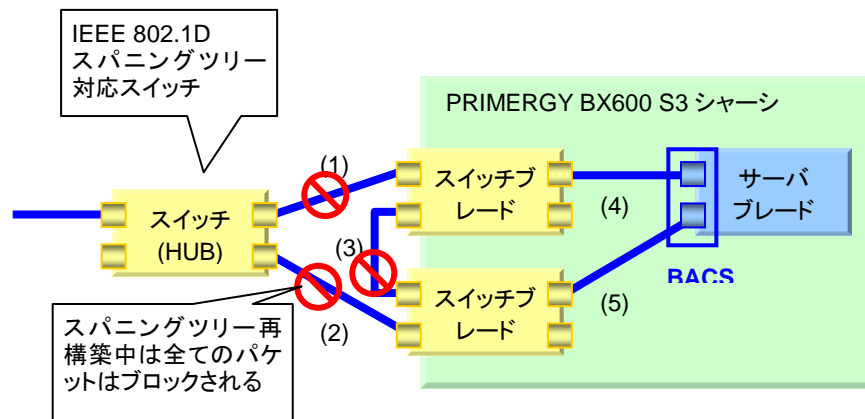 IEEE 802.1D
スパニングツリー
対応スイッチ
PRIMERGY BX600 S3 シャーシ
(1)
スイッチブ
レード
(4)
サーバ
ブレード
スイッチ
(HUB)
(3)
BACS
スイッチブ
レード
(5)
(2)
スパニングツリー再
構築中は全てのパケ
ットはブロックされる